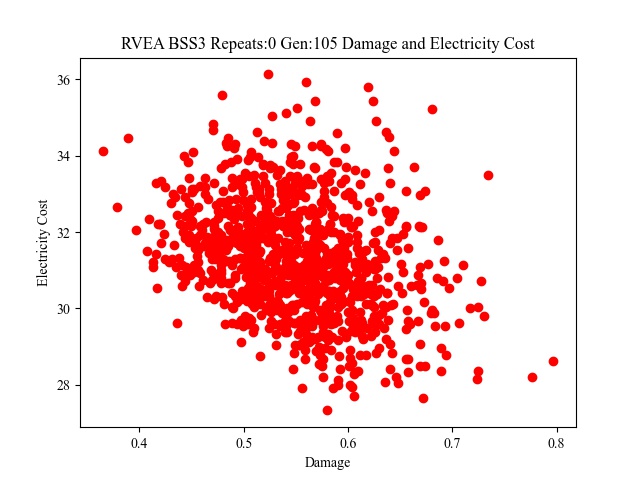 RVEA BSS3 Repeats:0 Gen:105 Damage and Electricity Cost
36
34
32
30
28
Electricity Cost
0.4 0.5 0.6 0.7 0.8
Damage